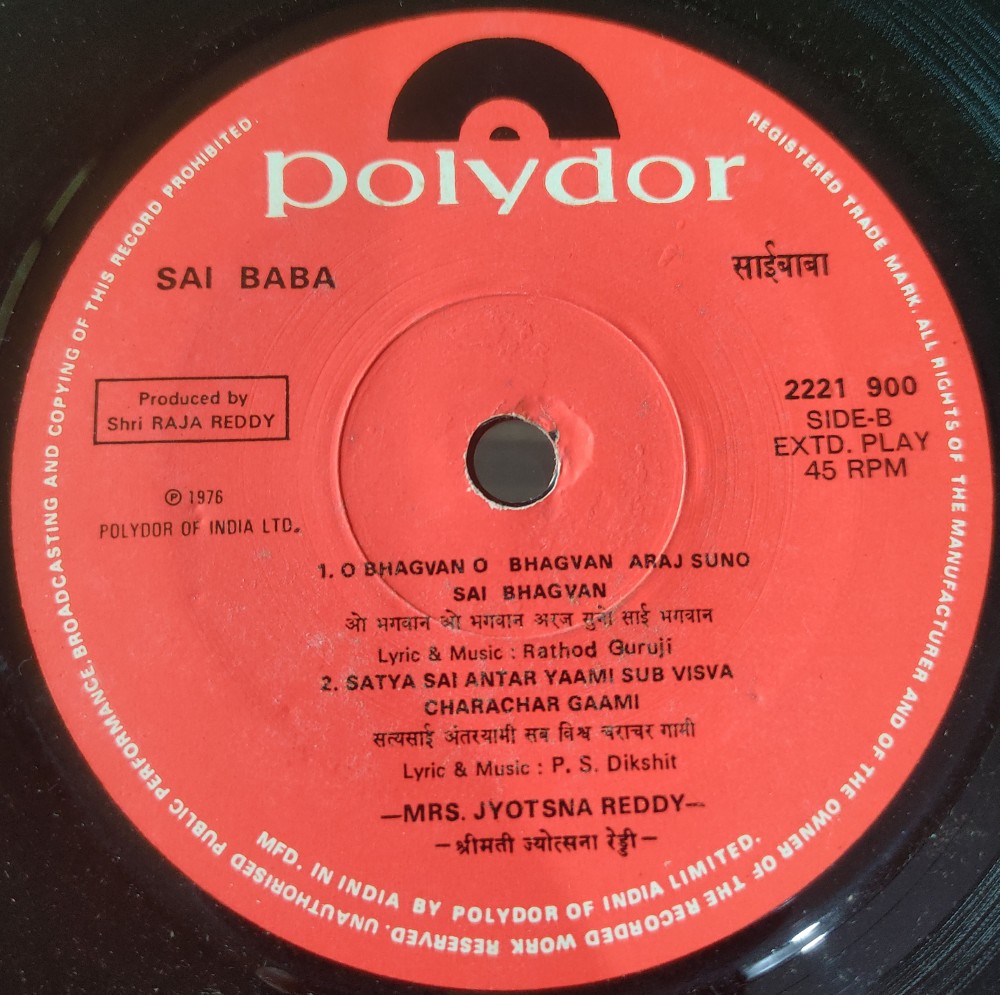 polydor
SAI BABA
साईबाबा
Produced by
Shri RAJA REDDY
℗ 1976
POLYDOR OF INDIA LTD.
2221 900
SIDE-B
EXTD. PLAY
45 RPM
1. O BHAGVAN O BHAGVAN ARAJ SUNO
SAI BHAGVAN
ओ भगवान ओ भगवान अरज सुनो साई भगवान
Lyric & Music : Rathod Guruji
2. SATYA SAI ANTAR YAAMI SUB VISVA
CHARACHAR GAAMI
सत्यसाई अंतरयामी सब विश्व चराचर गामी
Lyric & Music : P. S. Dikshit
—MRS. JYOTSNA REDDY—
—श्रीमती ज्योत्सना रेड्डी—
MFD. IN INDIA BY POLYDOR OF INDIA LIMITED.
REGISTERED TRADE MARK. ALL RIGHTS OF THE MANUFACTURER AND OF THE OWNER OF THE RECORDED WORK RESERVED. UNAUTHORISED PUBLIC PERFORMANCE, BROADCASTING AND COPYING OF THIS RECORD PROHIBITED.